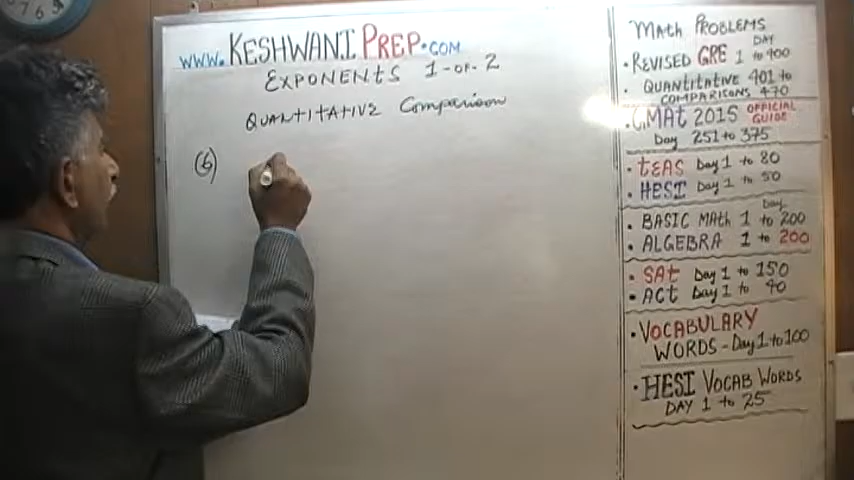 www.KESHWANI PREP.COM
EXPONENTS 1-OF-2
QUANTITATIVE Comparison
(6)
MATH PROBLEMS
DAY
• REVISED GRE 1 to 400
• QUANTITATIVE 401 to
COMPARISONS 470
• GMAT 2015 OFFICIAL GUIDE
Day 251 to 375
• TEAS Day 1 to 80
• HESI Day 1 to 50
Day
• BASIC MATH 1 to 200
• ALGEBRA 1 to 200
• SAT Day 1 to 150
• ACT Day 1 to 40
• VOCABULARY
WORDS - Day 1 to 100
• HESI VOCAB WORDS
DAY 1 to 25